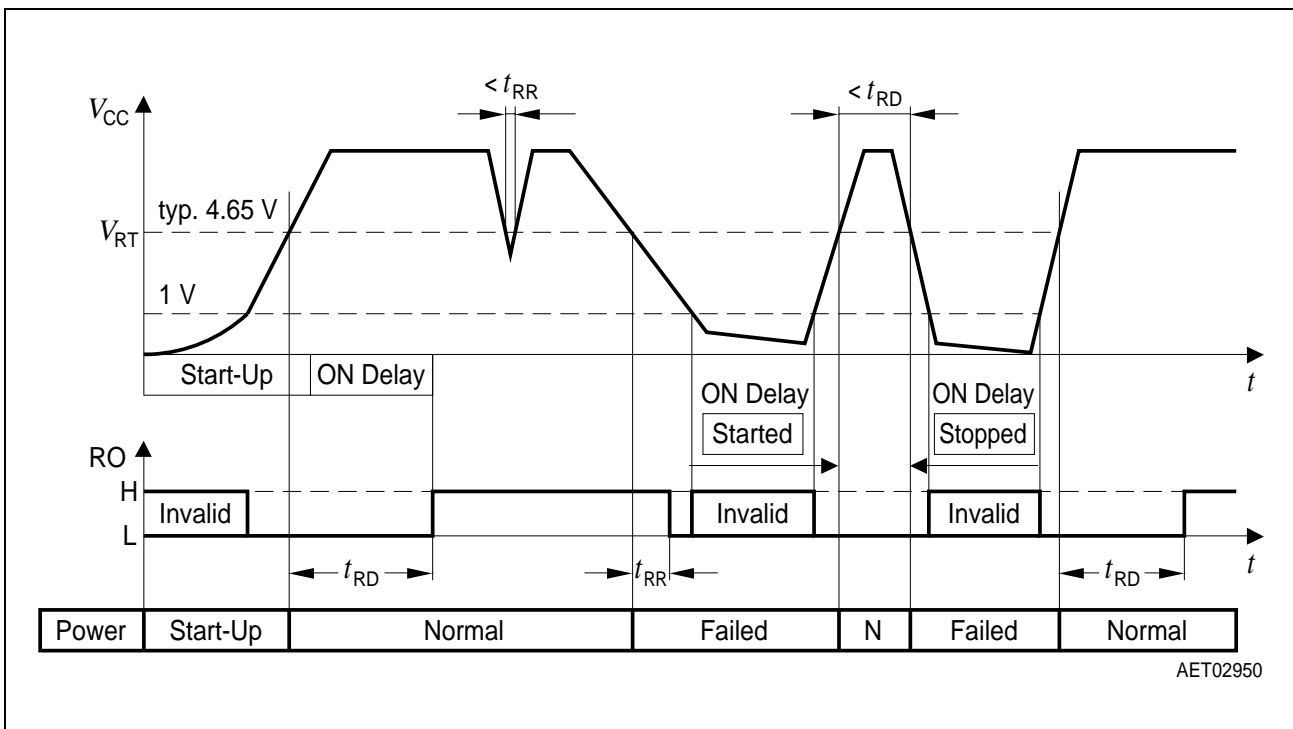 < tRR
< tRD
VCC
typ. 4.65 V
VRT
1 V
Start-Up ON Delay
t
ON Delay
Started
ON Delay
Stopped
RO
H
Invalid
Invalid
Invalid
L
tRD
tRR
tRD
t
Power Start-Up Normal Failed N Failed Normal
AET02950